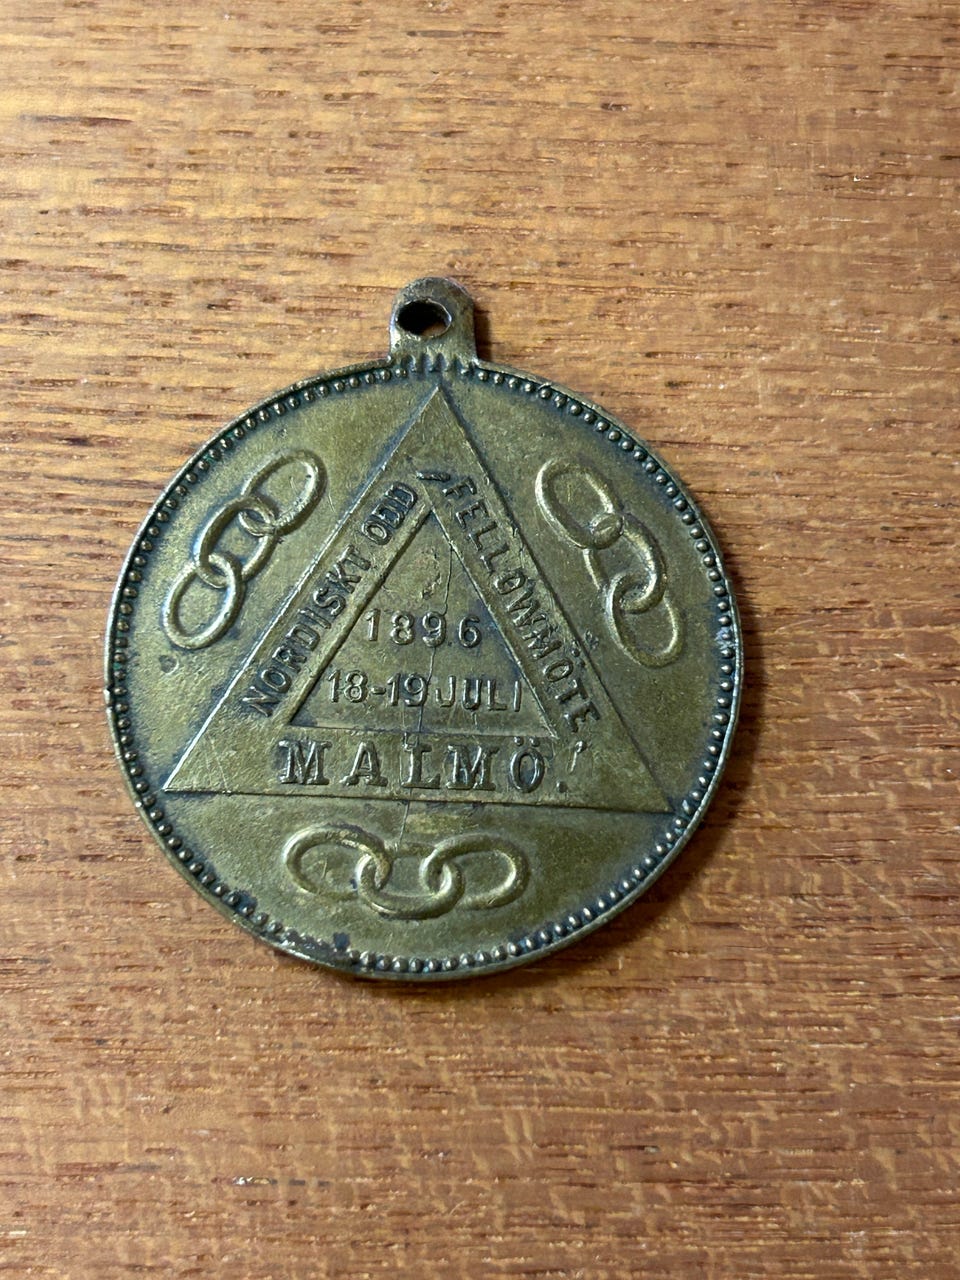 NORDISKT ODD-FELLOWMÖTE,
1896
18-19 JULI
MALMÖ.